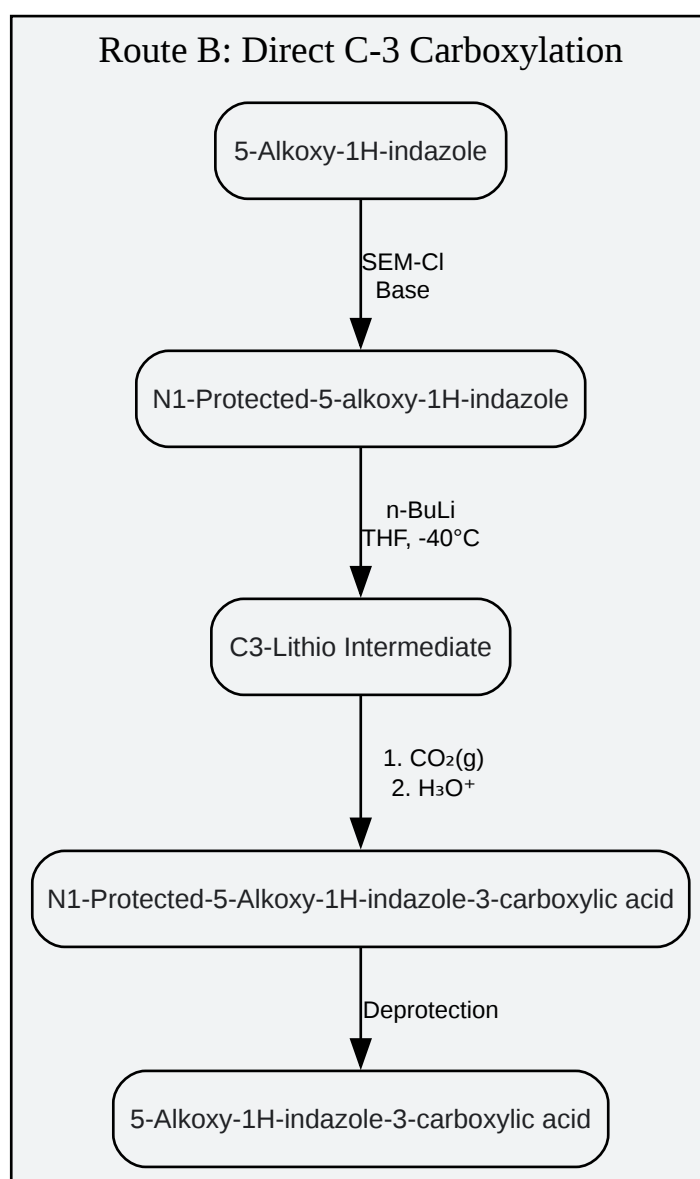 Route B: Direct C-3 Carboxylation
5-Alkoxy-1H-indazole
SEM-Cl
Base
N1-Protected-5-alkoxy-1H-indazole
n-BuLi
THF, -40°C
C3-Lithio Intermediate
1. CO₂(g)
2. H₃O⁺
N1-Protected-5-Alkoxy-1H-indazole-3-carboxylic acid
Deprotection
5-Alkoxy-1H-indazole-3-carboxylic acid